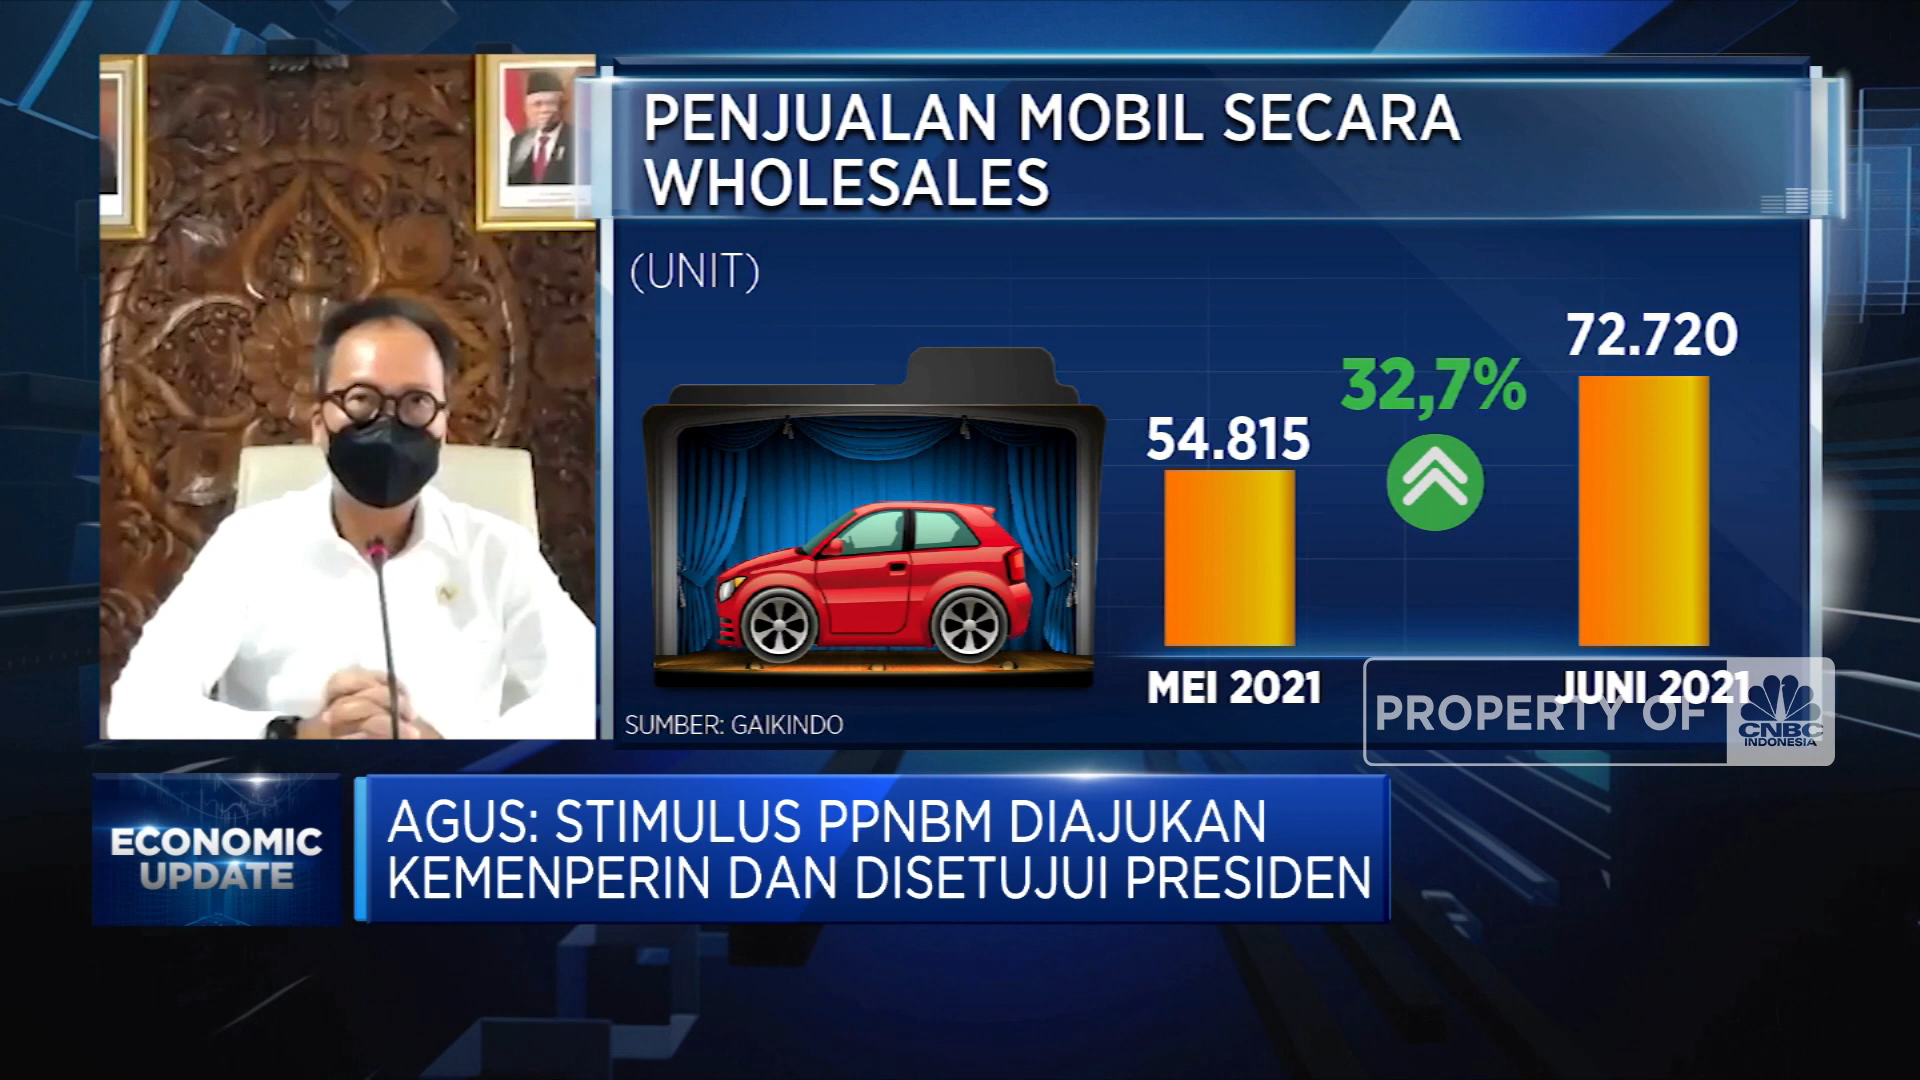 PENJUALAN MOBIL SECARA
WHOLESALES
(UNIT)
54.815
32,7%
72.720
MEI 2021
JUNI 2021
SUMBER: GAIKINDO
PROPERTY OF
CNBC
INDONESIA
ECONOMIC
UPDATE
AGUS: STIMULUS PPNBM DIAJUKAN
KEMENPERIN DAN DISETUJUI PRESIDEN